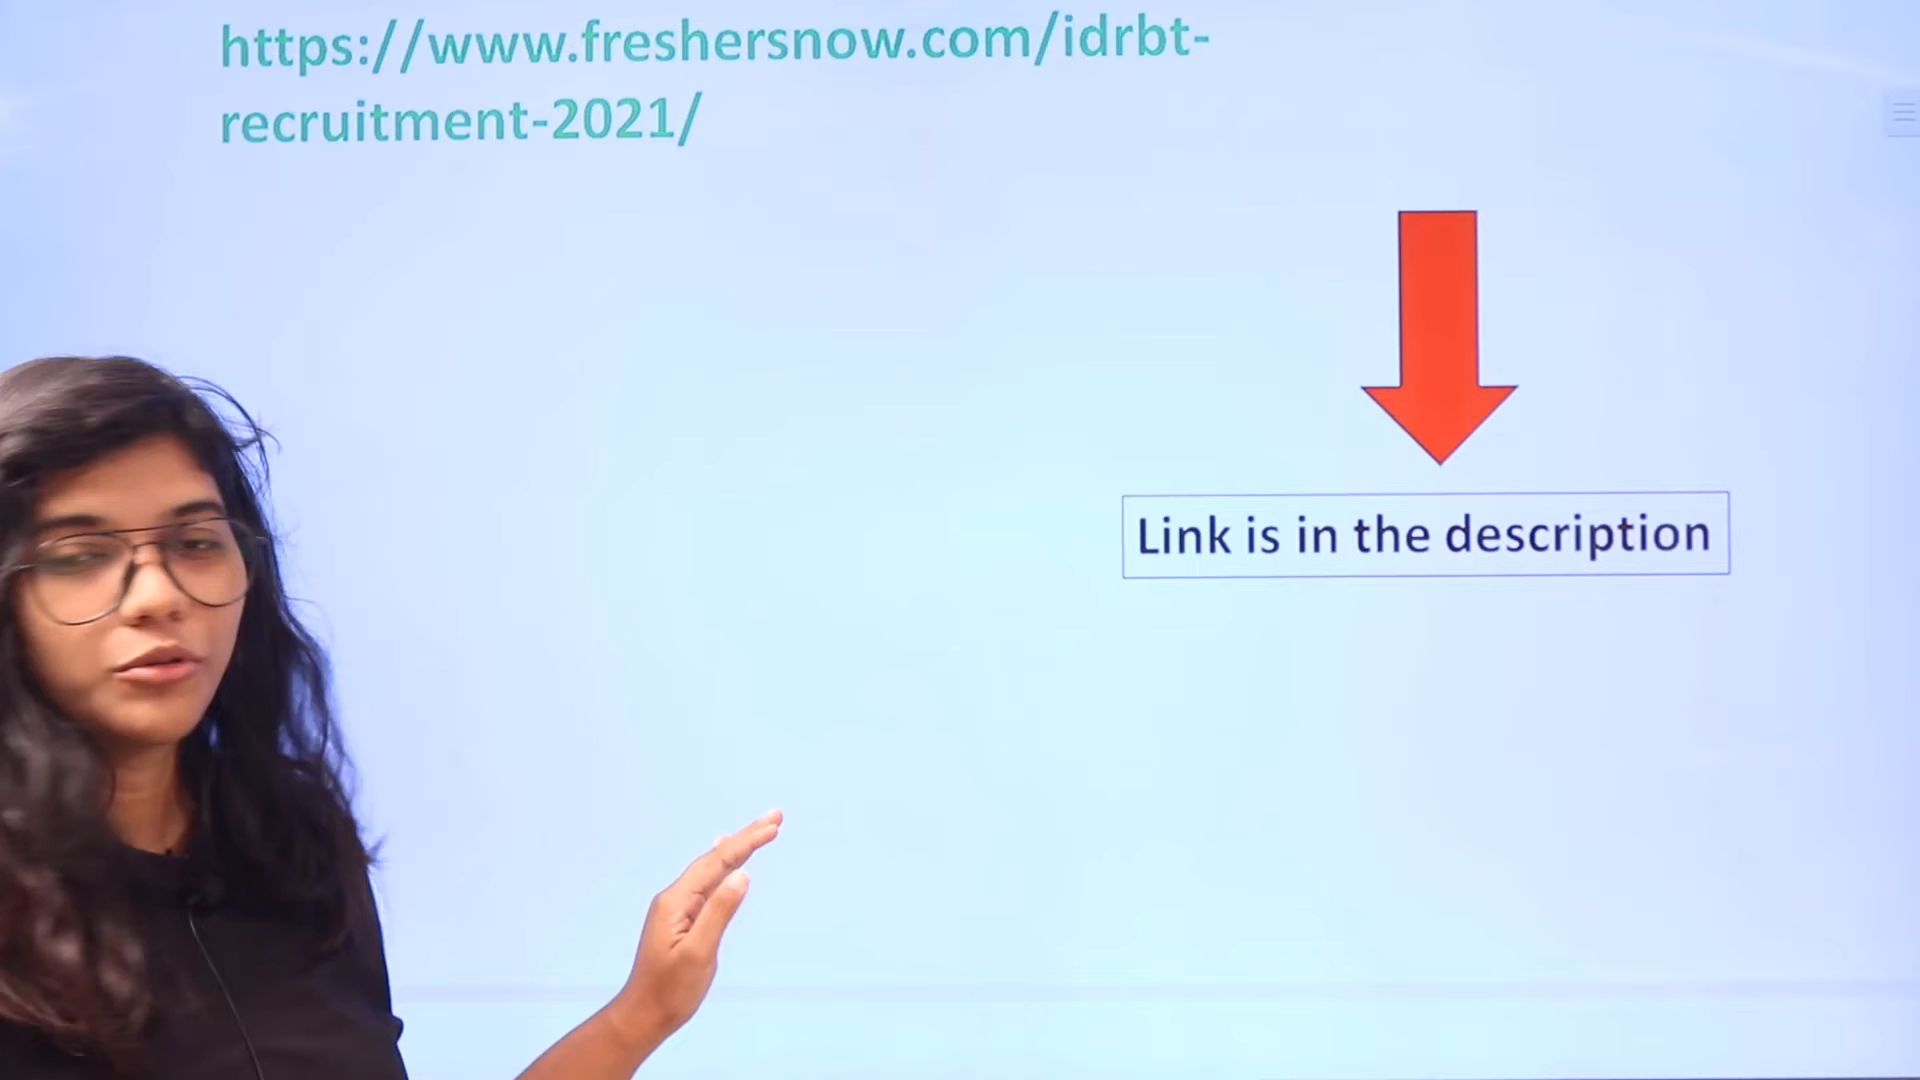 https://www.freshersnow.com/idrbt-
recruitment-2021/
Link is in the description